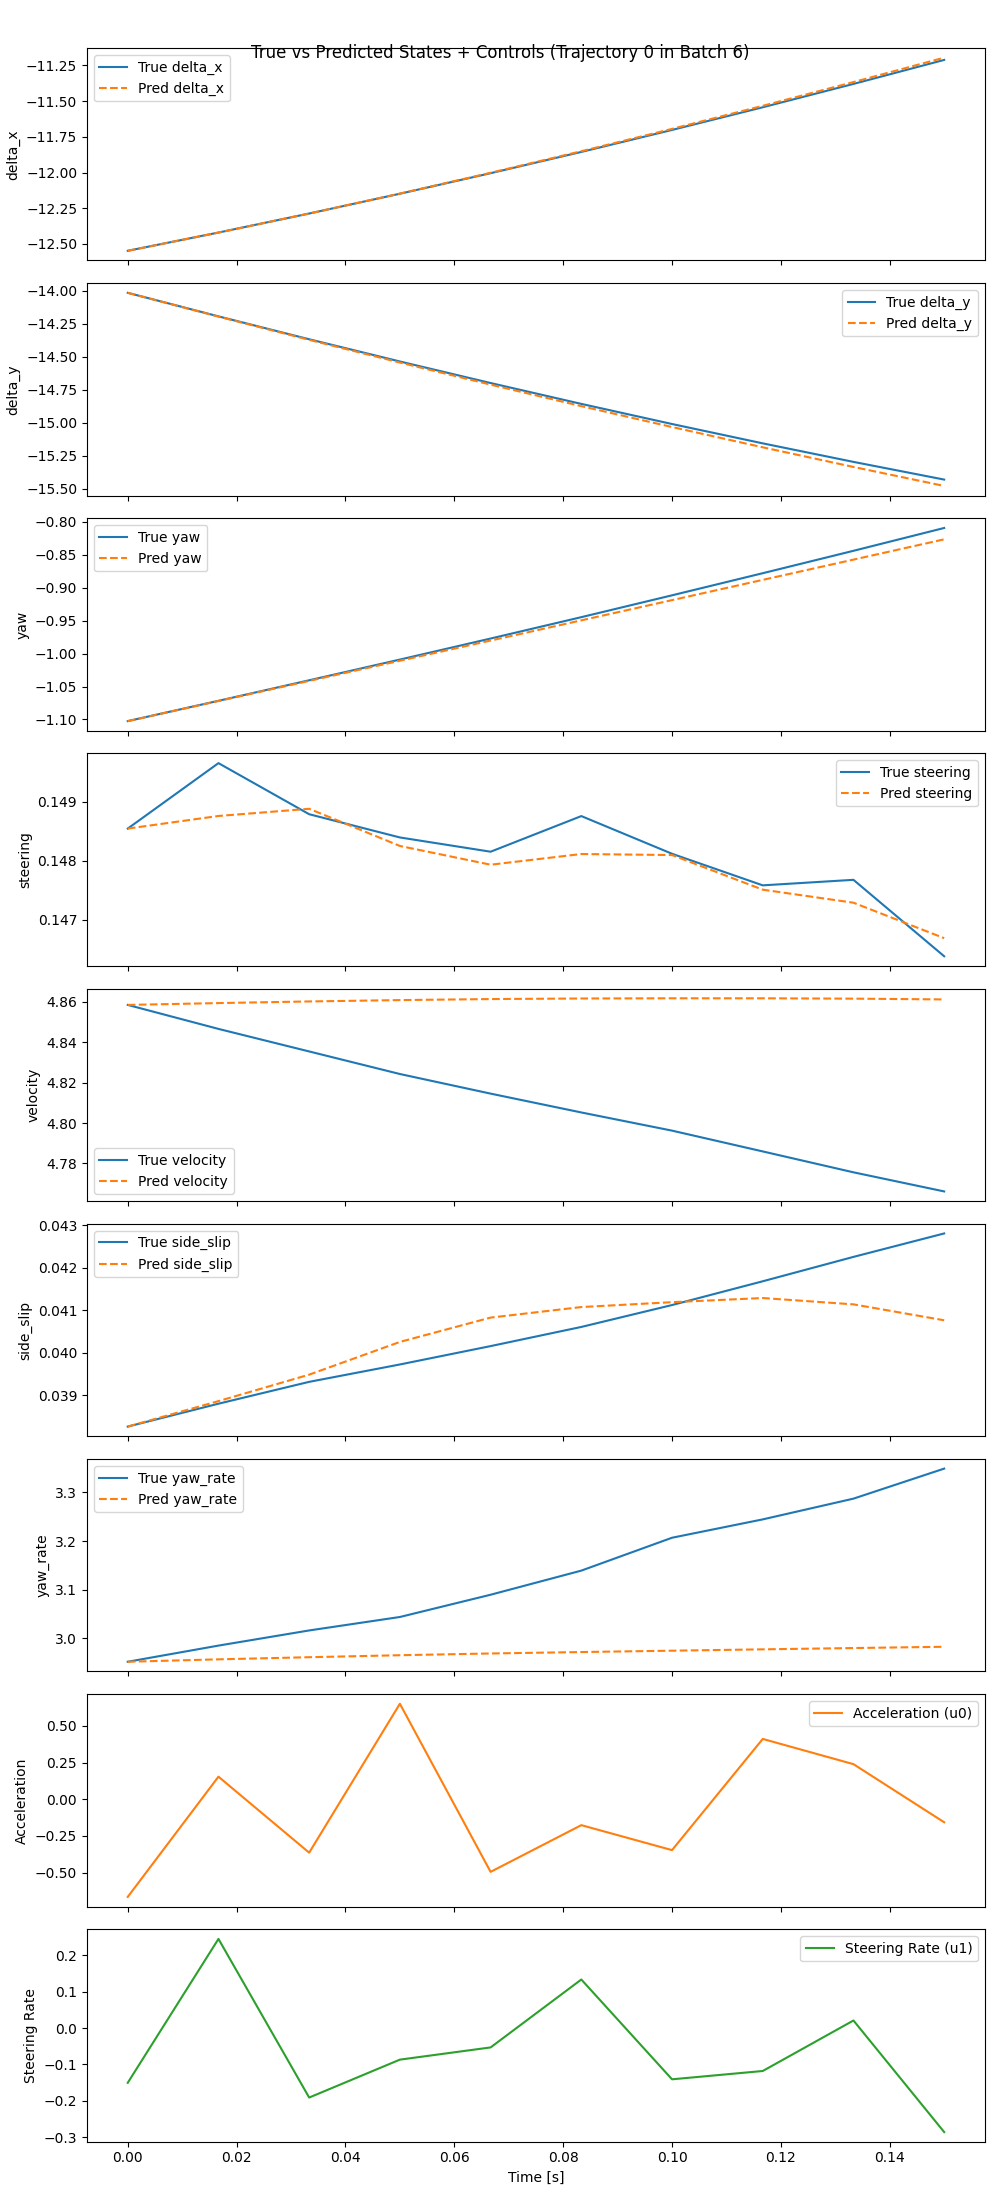 True vs Predicted States + Controls (Trajectory 0 in Batch 6)
True delta_x
Pred delta_x
delta_x
−11.25
−11.50
−11.75
−12.00
−12.25
−12.50
True delta_y
Pred delta_y
delta_y
−14.00
−14.25
−14.50
−14.75
−15.00
−15.25
−15.50
True yaw
Pred yaw
yaw
−0.80
−0.85
−0.90
−0.95
−1.00
−1.05
−1.10
True steering
Pred steering
steering
0.149
0.148
0.147
True velocity
Pred velocity
velocity
4.86
4.84
4.82
4.80
4.78
True side_slip
Pred side_slip
side_slip
0.043
0.042
0.041
0.040
0.039
True yaw_rate
Pred yaw_rate
yaw_rate
3.3
3.2
3.1
3.0
Acceleration (u0)
Acceleration
0.50
0.25
0.00
−0.25
−0.50
Steering Rate (u1)
Steering Rate
0.2
0.1
0.0
−0.1
−0.2
−0.3
0.00 0.02 0.04 0.06 0.08 0.10 0.12 0.14
Time [s]